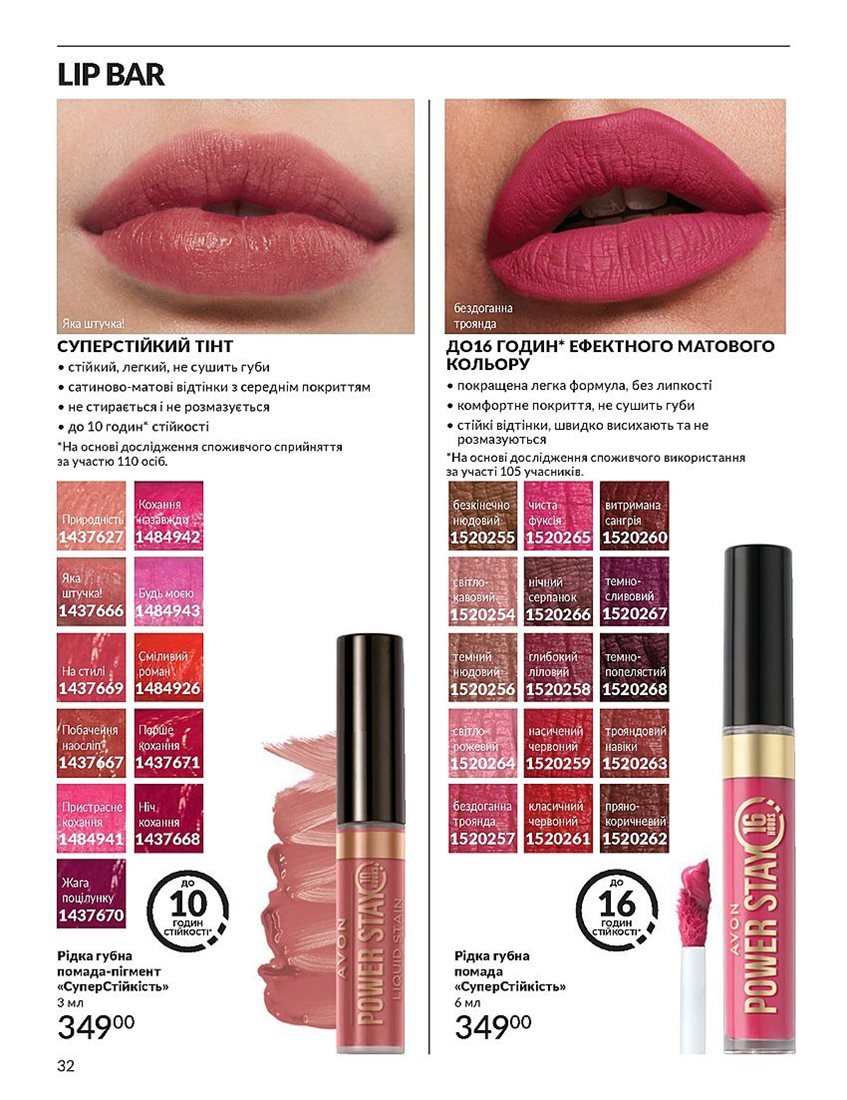 LIP BAR
Яка штучка!
СУПЕРСТІЙКИЙ ТІНТ
• стійкий, легкий, не сушить губи
• сатиново-матові відтінки з середнім покриттям
• не стирається і не розмазується
• до 10 годин* стійкості
*На основі дослідження споживчого сприйняття
за участю 110 осіб.
Природність
1437627
Кохання
назавжди
1484942
Яка
штучка!
1437666
Будь моєю
1484943
На стилі
1437669
Сміливий
роман
1484926
Побачення
наосліп
1437667
Перше
кохання
1437671
Пристрасне
кохання
1484941
Ніч
кохання
1437668
Жага
поцілунку
1437670
ДО
10
ГОДИН
СТІЙКОСТІ*
Рідка губна
помада-пігмент
«СуперСтійкість»
3 мл
34900
AVON
POWER STAY 10
HOURS
LIQUID STAIN
бездоганна
троянда
ДО16 ГОДИН* ЕФЕКТНОГО МАТОВОГО
КОЛЬОРУ
• покращена легка формула, без липкості
• комфортне покриття, не сушить губи
• стійкі відтінки, швидко висихають та не
розмазуються
*На основі дослідження споживчого використання
за участі 105 учасників.
безкінечно
нюдовий
1520255
чиста
фуксія
1520265
витримана
сангрія
1520260
світло-
кавовий
1520254
нічний
серпанок
1520266
темно-
сливовий
1520267
темний
нюдовий
1520256
глибокий
ліловий
1520258
темно-
попелястий
1520268
світло-
рожевий
1520264
насичений
червоний
1520259
трояндовий
навіки
1520263
бездоганна
троянда
1520257
класичний
червоний
1520261
пряно-
коричневий
1520262
ДО
16
ГОДИН
СТІЙКОСТІ*
Рідка губна
помада
«СуперСтійкість»
6 мл
34900
AVON
POWER STAY 16
HOURS
32